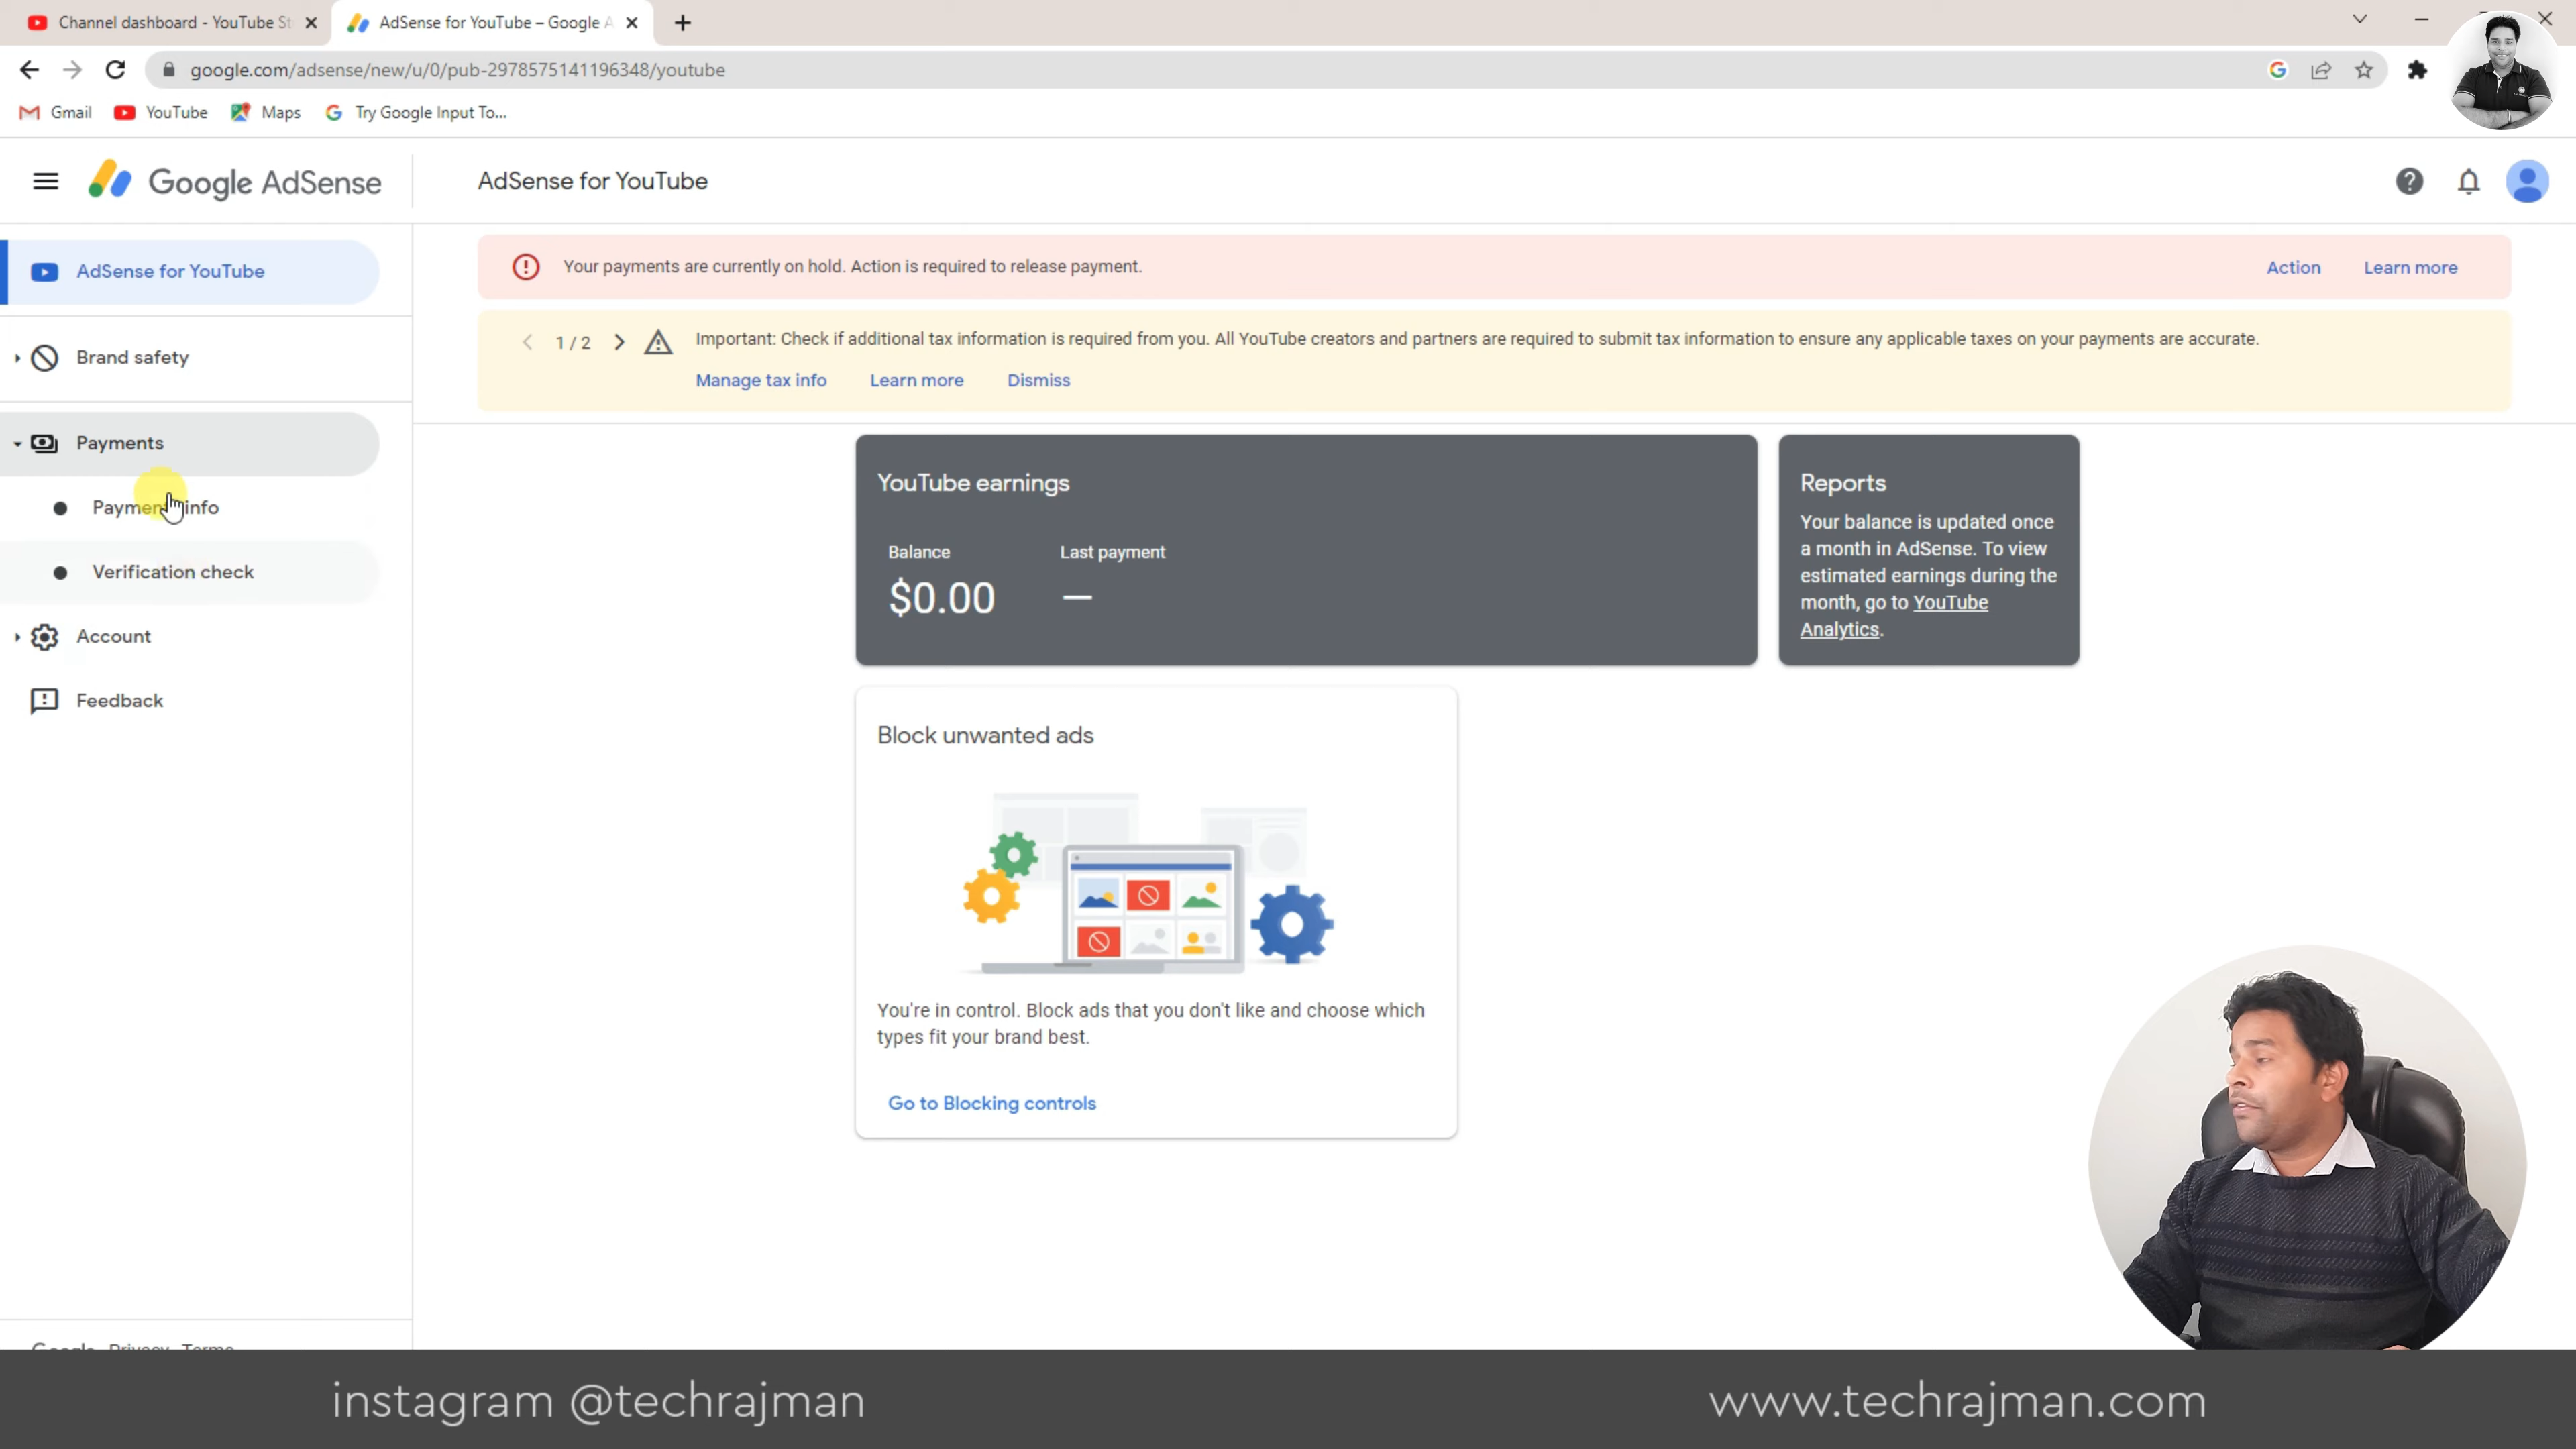 Channel dashboard - YouTube St
AdSense for YouTube – Google A
google.com/adsense/new/u/0/pub-2978575141196348/youtube
Gmail
YouTube
Maps
Try Google Input To...
Google AdSense
AdSense for YouTube
AdSense for YouTube
Brand safety
Payments
Payments info
Verification check
Account
Feedback
Your payments are currently on hold. Action is required to release payment.
Action
Learn more
1 / 2
Important: Check if additional tax information is required from you. All YouTube creators and partners are required to submit tax information to ensure any applicable taxes on your payments are accurate.
Manage tax info
Learn more
Dismiss
YouTube earnings
Balance
Last payment
$0.00
—
Reports
Your balance is updated once
a month in AdSense. To view
estimated earnings during the
month, go to YouTube
Analytics.
Block unwanted ads
You're in control. Block ads that you don't like and choose which
types fit your brand best.
Go to Blocking controls
Google Privacy Terms
instagram @techrajman
www.techrajman.com